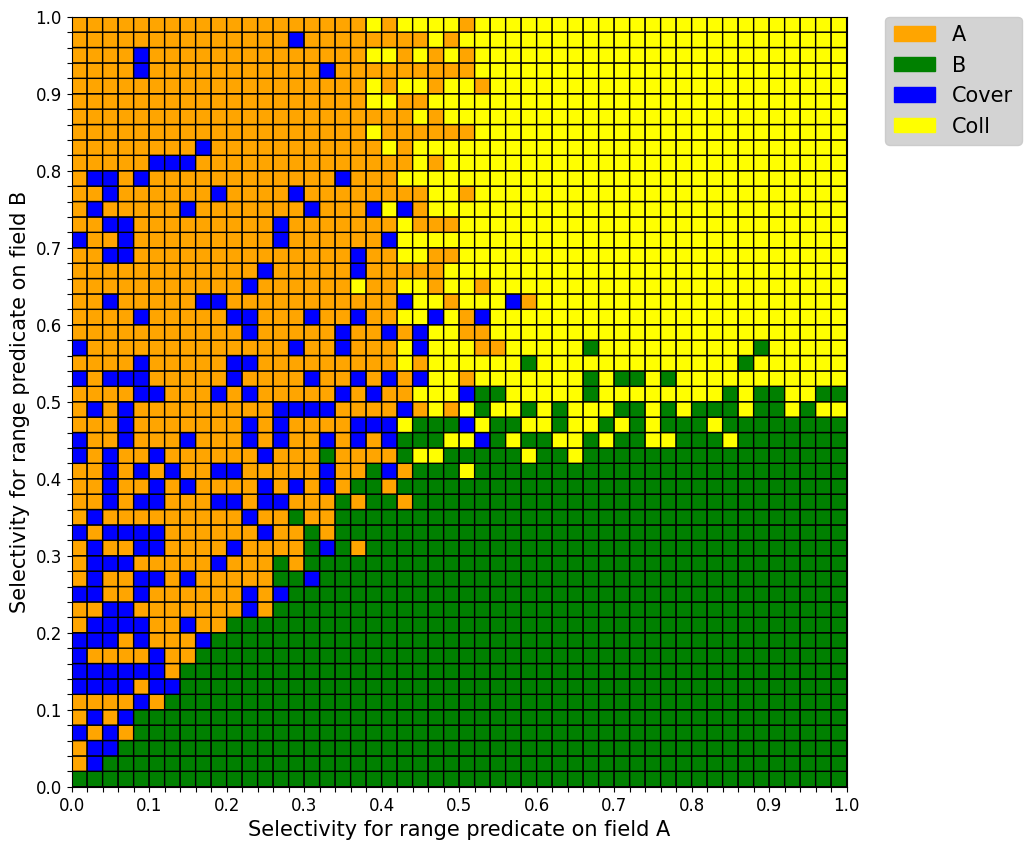 1.0
0.9
0.8
0.7
0.6
0.5
0.4
0.3
0.2
0.1
0.0
Selectivity for range predicate on field B
0.0 0.1 0.2 0.3 0.4 0.5 0.6 0.7 0.8 0.9 1.0
Selectivity for range predicate on field A
A
B
Cover
Coll